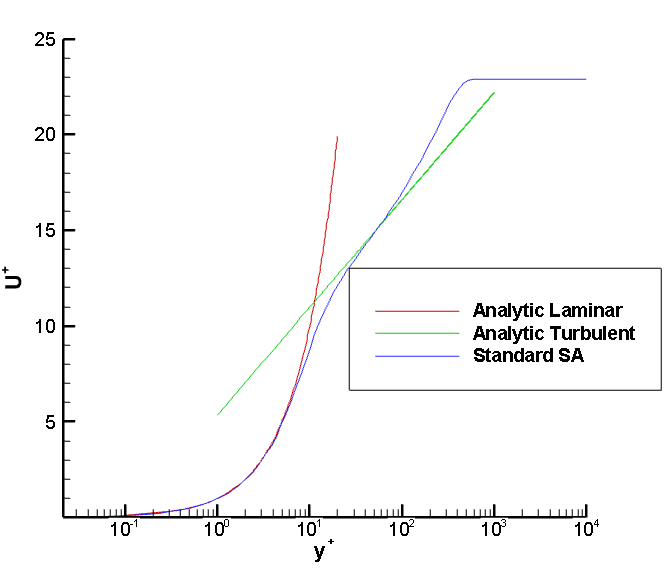 25
20
15
10
5
U+
Analytic Laminar
Analytic Turbulent
Standard SA
10-1 100 101 102 103 104
y+